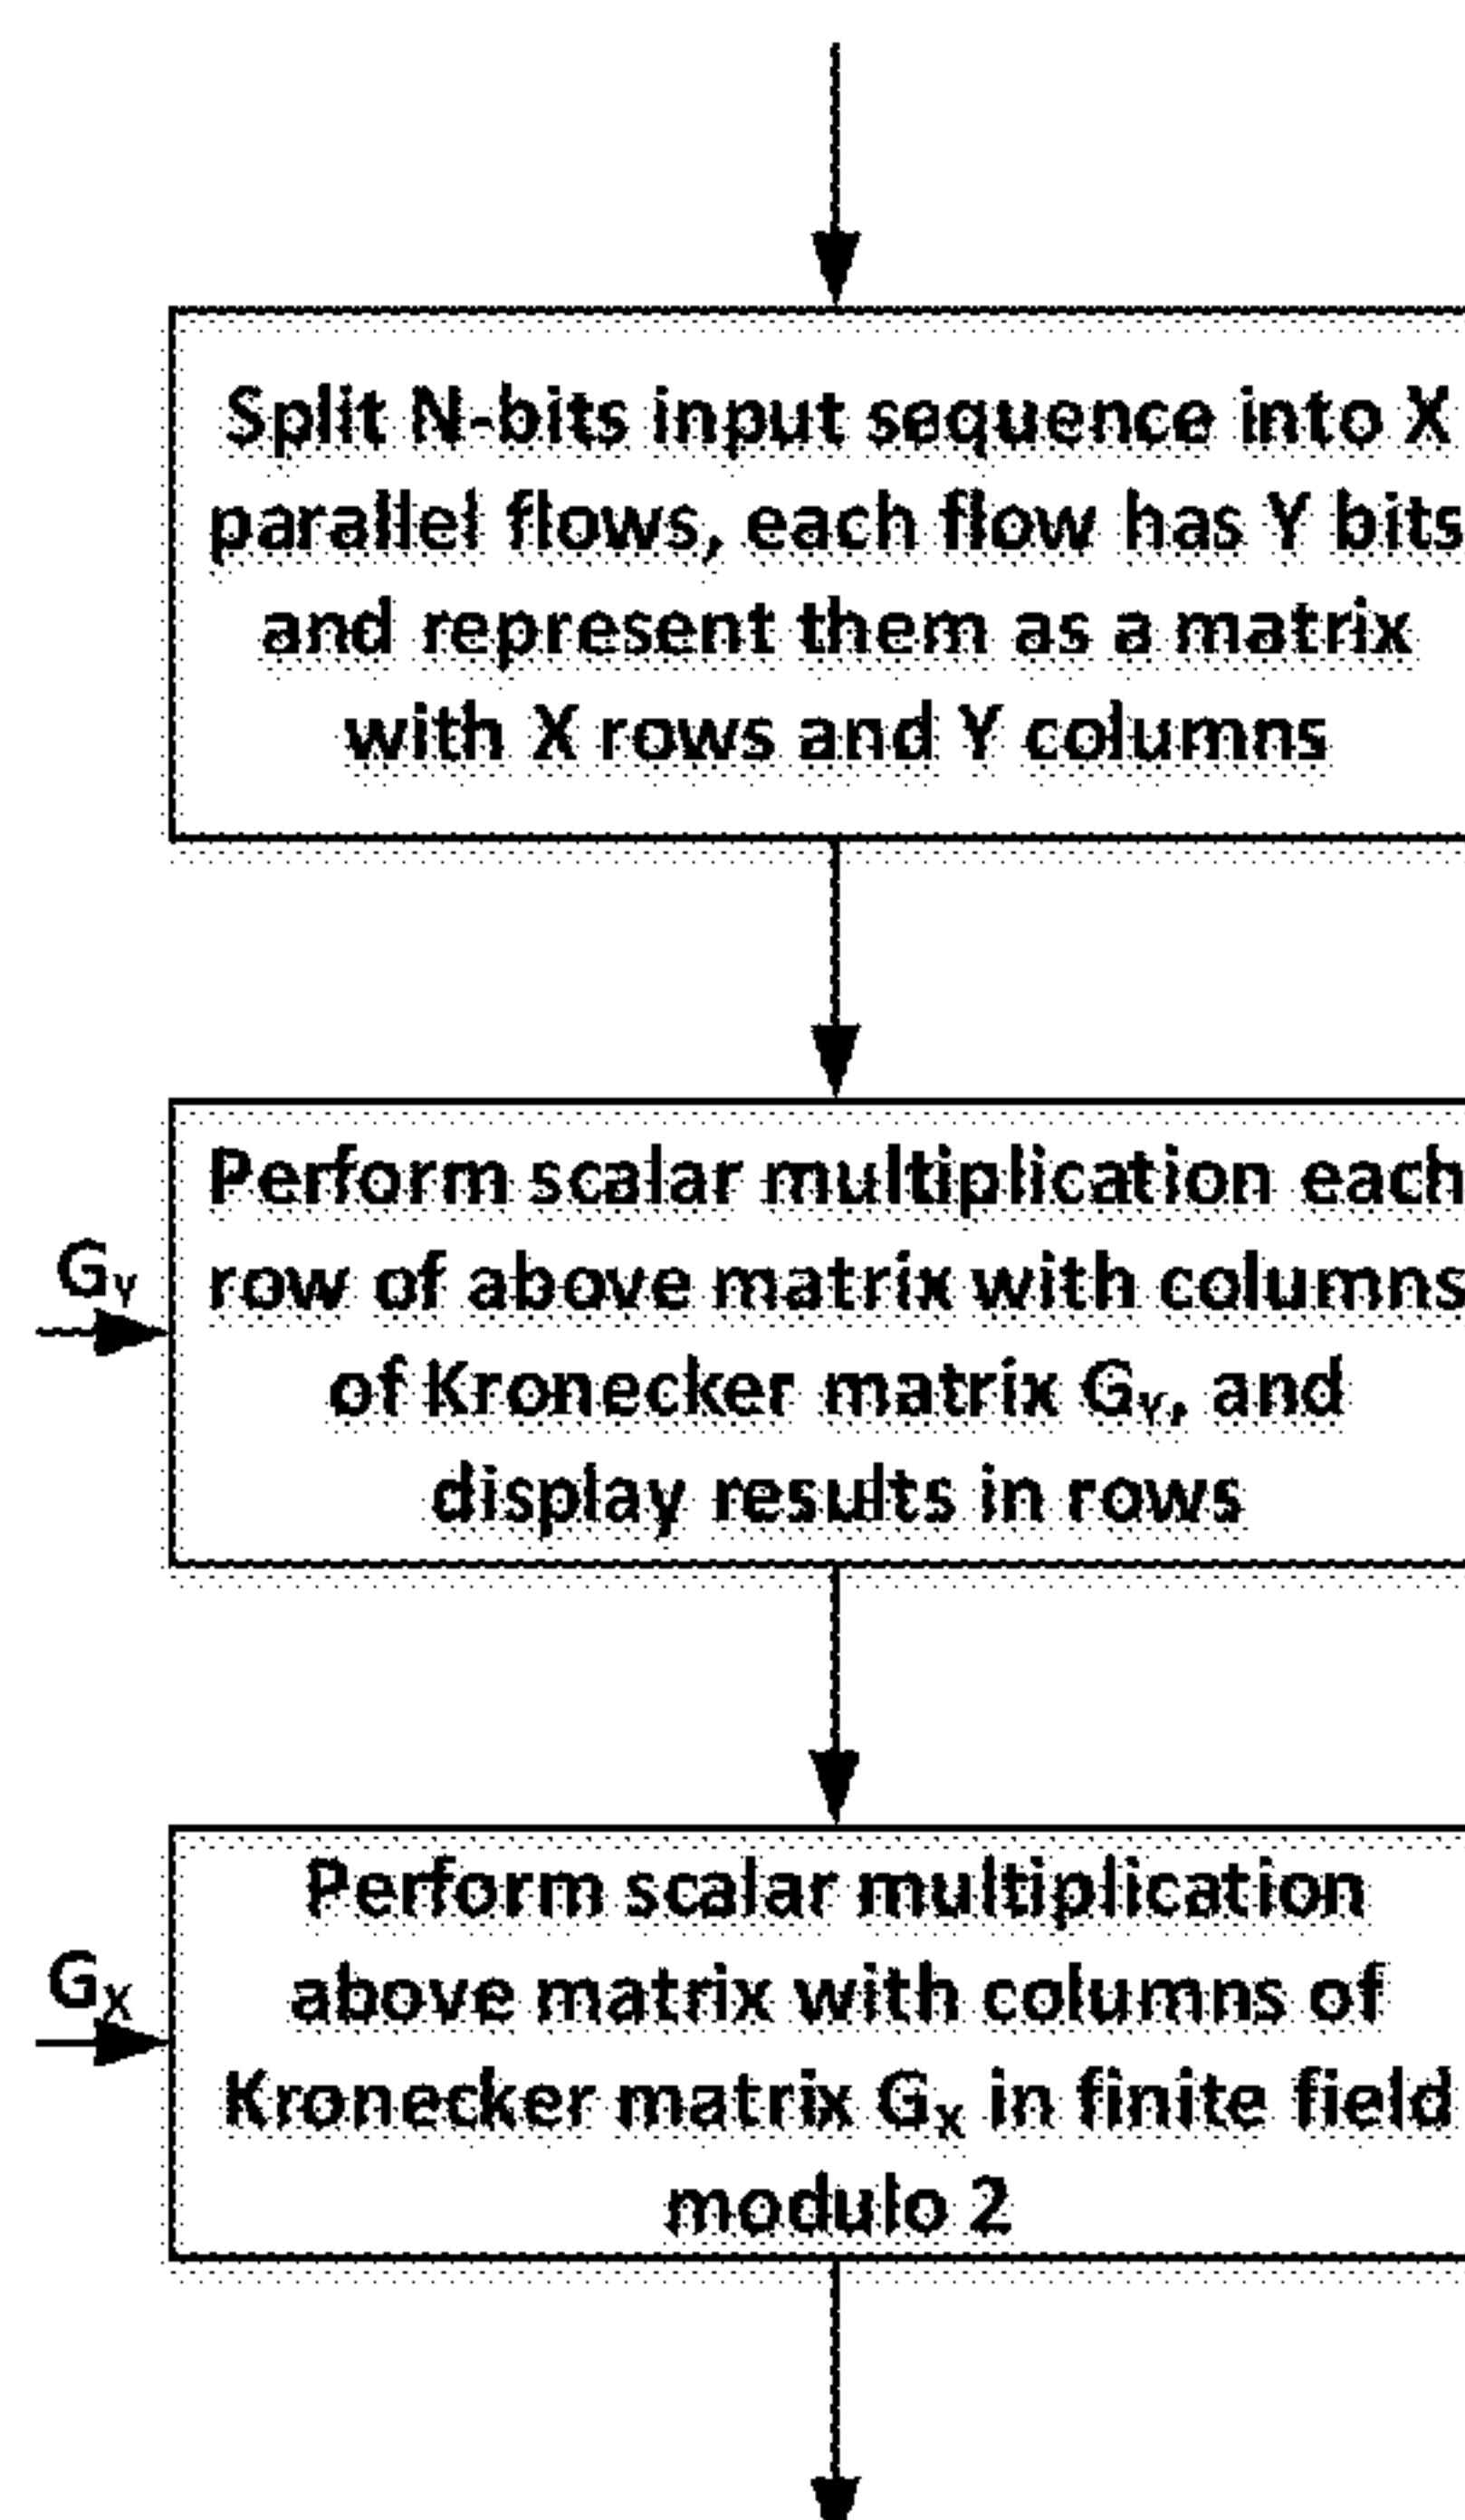 Split N-bits input sequence into X
parallel flows, each flow has Y bits
and represent them as a matrix
with X rows and Y columns
Perform scalar multiplication each
row of above matrix with columns
of Kronecker matrix GY, and
display results in rows
GY
Perform scalar multiplication
above matrix with columns of
Kronecker matrix GX in finite field
modulo 2
GX